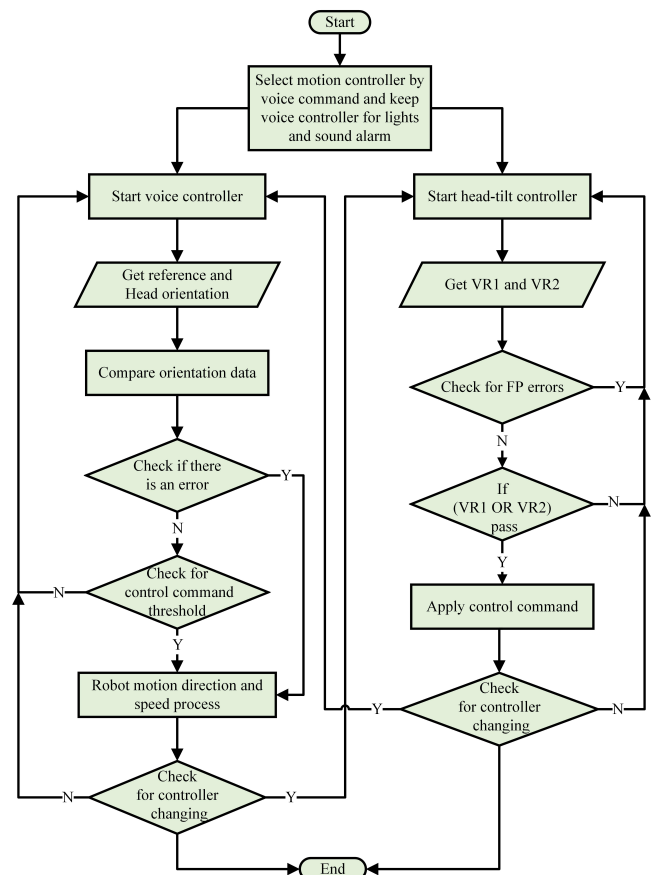 Start
Select motion controller by
voice command and keep
voice controller for lights
and sound alarm
Start voice controller
Get reference and
Head orientation
Compare orientation data
Check if there
is an error
Y
N
Check for
control command
threshold
N
Y
Robot motion direction and
speed process
Check
for controller
changing
N
Y
Start head-tilt controller
Get VR1 and VR2
Check for FP errors
Y
N
If
(VR1 OR VR2)
pass
N
Y
Apply control command
Check
for controller
changing
Y
N
End